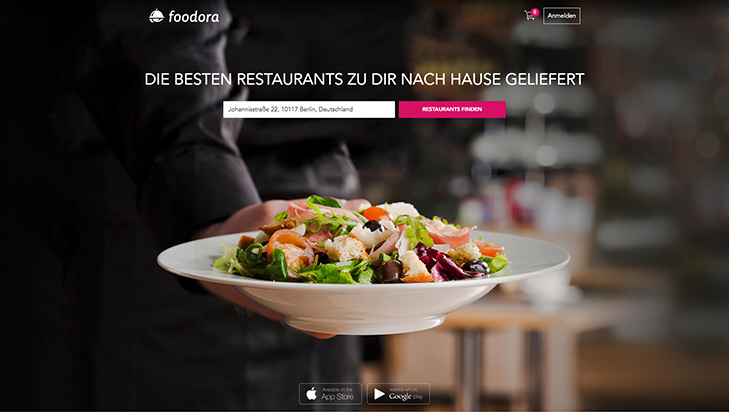 foodora
Anmelden
DIE BESTEN RESTAURANTS ZU DIR NACH HAUSE GELIEFERT
Johannisstraße 22, 10117 Berlin, Deutschland
RESTAURANTS FINDEN
Available on the
App Store
ANDROID APP ON
Google play